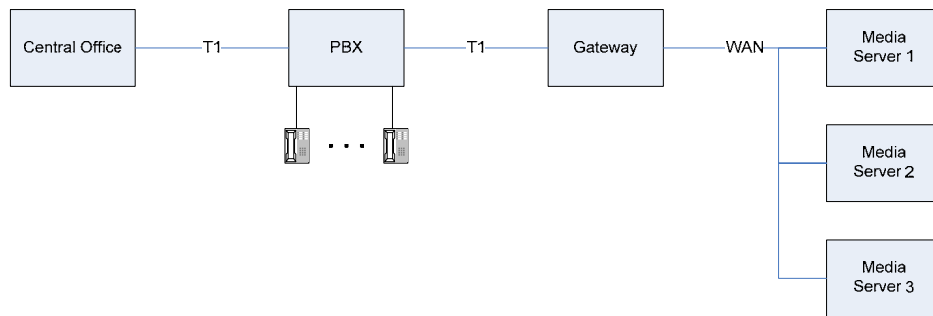 Central Office
T1
PBX
T1
Gateway
WAN
Media
Server 1
Media
Server 2
Media
Server 3